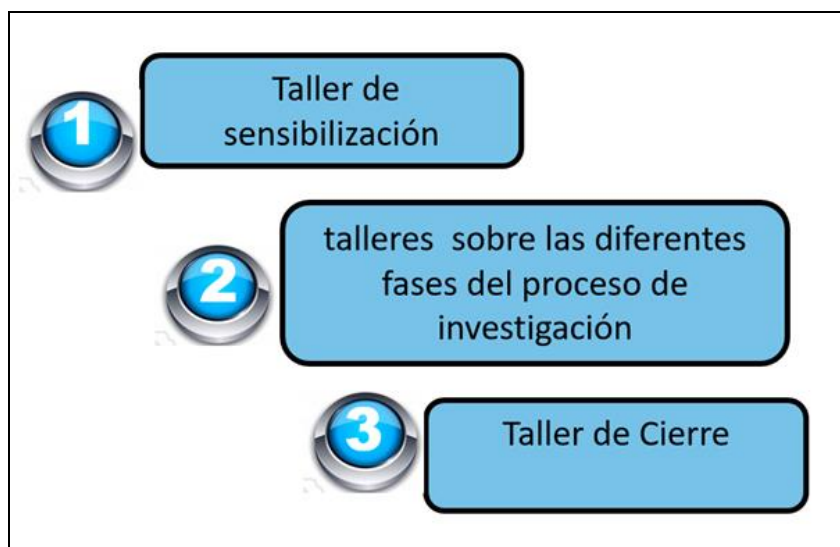 1
Taller de
sensibilización
2
talleres sobre las diferentes
fases del proceso de
investigación
3
Taller de Cierre